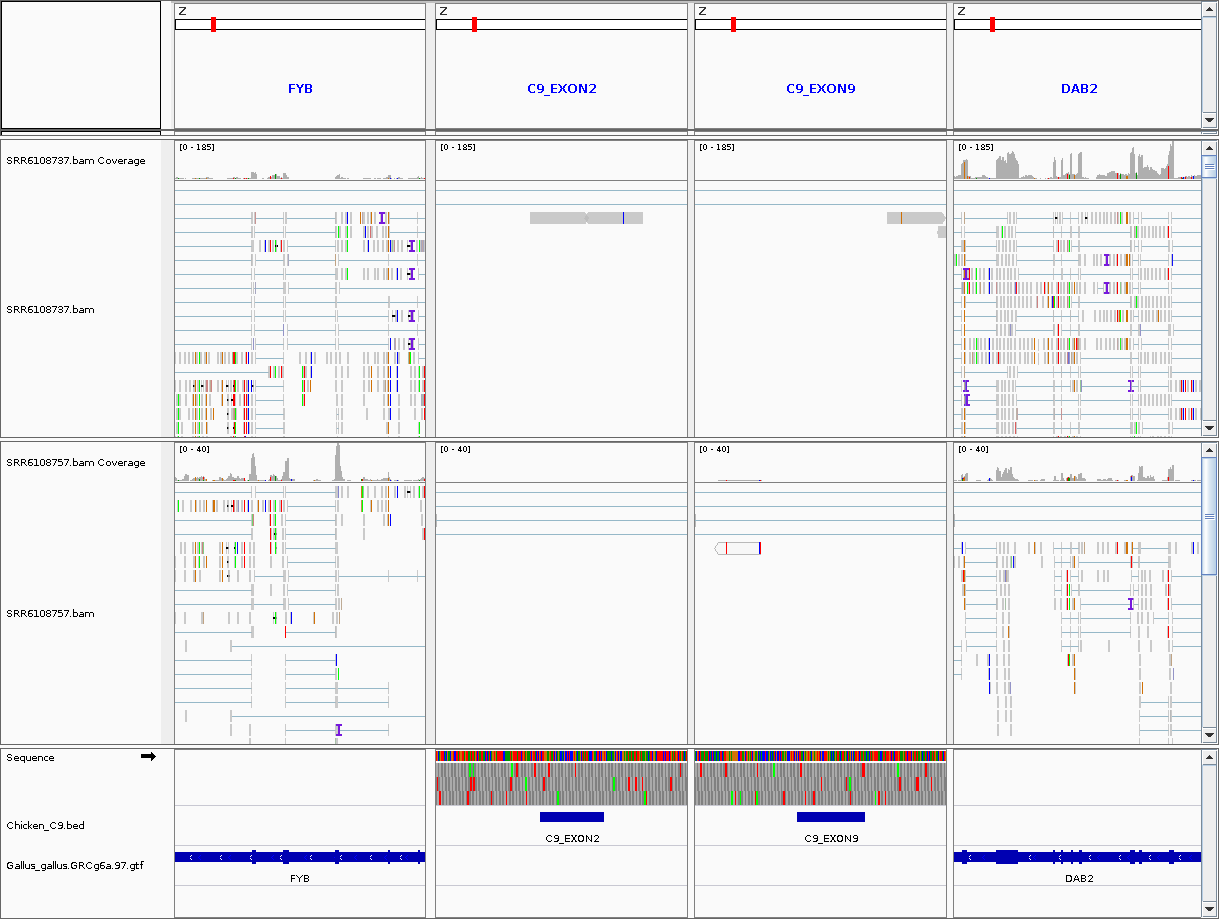 Z Z Z Z
FYB C9_EXON2 C9_EXON9 DAB2
[0 - 185] [0 - 185] [0 - 185] [0 - 185]
SRR6108737.bam Coverage
SRR6108737.bam
[0 - 40] [0 - 40] [0 - 40] [0 - 40]
SRR6108757.bam Coverage
SRR6108757.bam
Sequence
Chicken_C9.bed
C9_EXON2 C9_EXON9
Gallus_gallus.GRCg6a.97.gtf
FYB DAB2